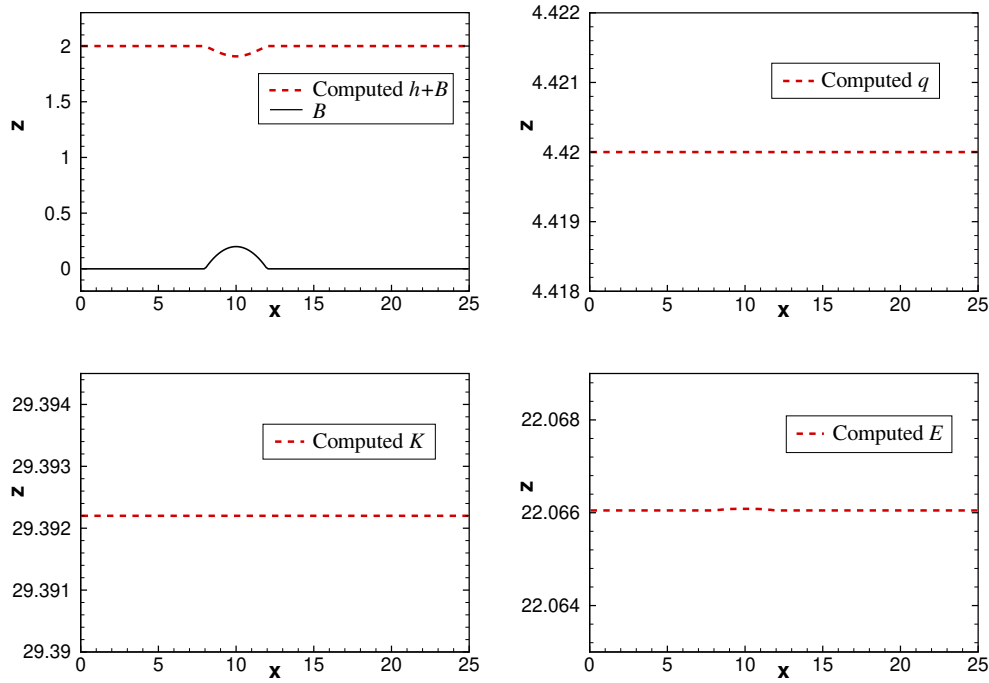 2
1.5
1
0.5
0
z
Computed h+B
B
0 5 10 15 20 25
x
4.422
4.421
4.42
4.419
4.418
z
Computed q
0 5 10 15 20 25
x
29.394
29.393
29.392
29.391
29.39
z
Computed K
0 5 10 15 20 25
x
22.068
22.066
22.064
z
Computed E
0 5 10 15 20 25
x